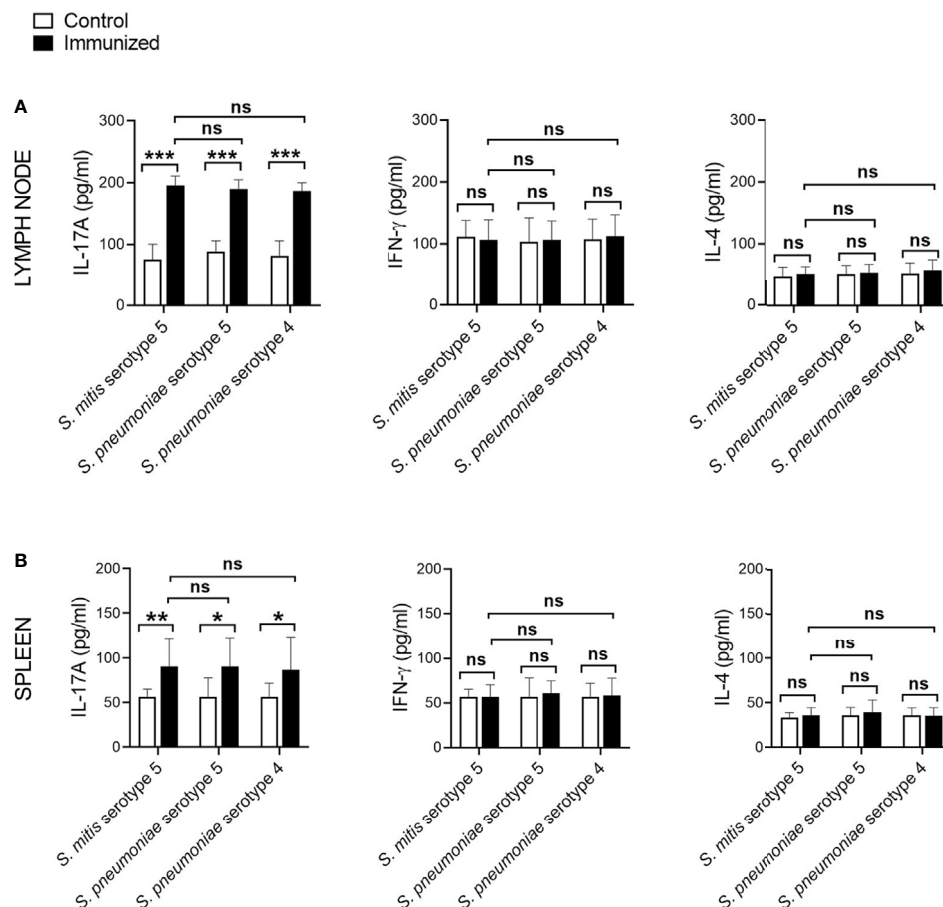 Control
Immunized
A
LYMPH NODE
IL-17A (pg/ml)
300
200
100
0
ns
ns
***
***
***
S. mitis serotype 5
S. pneumoniae serotype 5
S. pneumoniae serotype 4
IFN-γ (pg/ml)
300
200
100
0
ns
ns
ns
ns
ns
S. mitis serotype 5
S. pneumoniae serotype 5
S. pneumoniae serotype 4
IL-4 (pg/ml)
300
200
100
0
ns
ns
ns
ns
ns
S. mitis serotype 5
S. pneumoniae serotype 5
S. pneumoniae serotype 4
B
SPLEEN
IL-17A (pg/ml)
200
150
100
50
0
ns
ns
**
*
*
S. mitis serotype 5
S. pneumoniae serotype 5
S. pneumoniae serotype 4
IFN-γ (pg/ml)
200
150
100
50
0
ns
ns
ns
ns
ns
S. mitis serotype 5
S. pneumoniae serotype 5
S. pneumoniae serotype 4
IL-4 (pg/ml)
200
150
100
50
0
ns
ns
ns
ns
ns
S. mitis serotype 5
S. pneumoniae serotype 5
S. pneumoniae serotype 4